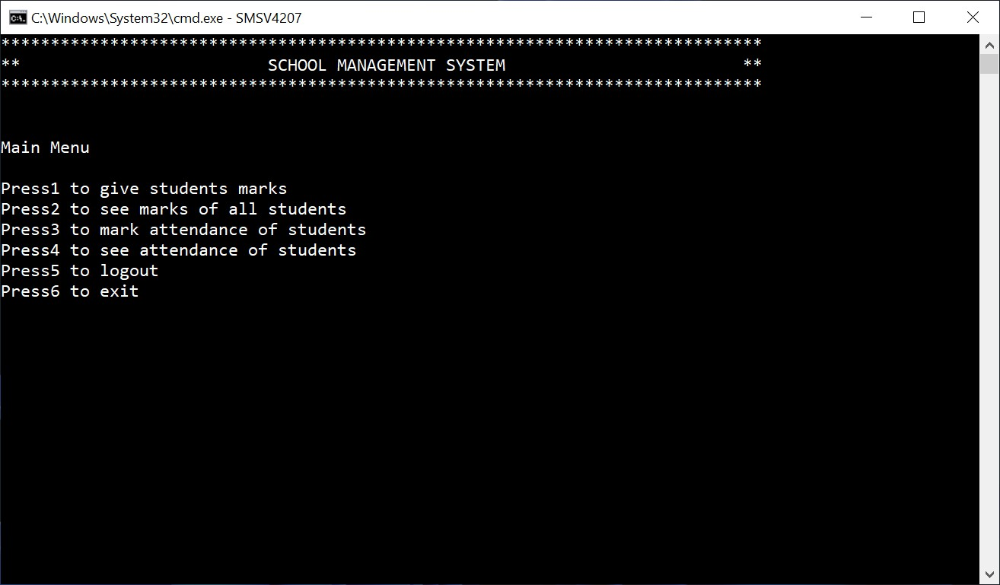 C:\Windows\System32\cmd.exe - SMSV4207
*****************************************************************************
**                         SCHOOL MANAGEMENT SYSTEM                        **
*****************************************************************************
Main Menu
Press1 to give students marks
Press2 to see marks of all students
Press3 to mark attendance of students
Press4 to see attendance of students
Press5 to logout
Press6 to exit